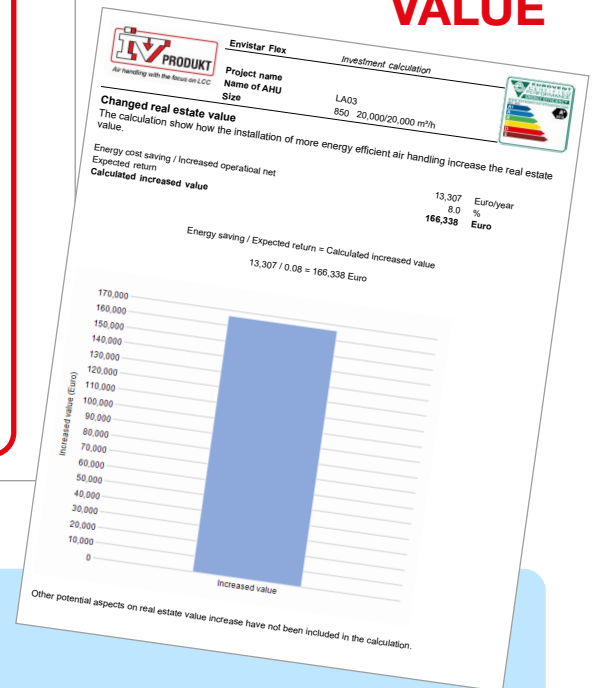 VALUE
IV PRODUKT
Air handling with the focus on LCC
Envistar Flex
Investment calculation
Project name
Name of AHU
LA03
Size
850 20,000/20,000 m³/h
EUROVENT
ENERGY EFFICIENCY
Changed real estate value
The calculation show how the installation of more energy efficient air handling increase the real estate
value.
Energy cost saving / Increased operatioal net
13,307 Euro/year
Expected return
8.0 %
Calculated increased value
166,338 Euro
Energy saving / Expected return = Calculated increased value
13,307 / 0.08 = 166,338 Euro
170,000
160,000
150,000
140,000
130,000
120,000
110,000
100,000
90,000
80,000
70,000
60,000
50,000
40,000
30,000
20,000
10,000
0
Increased value (Euro)
Increased value
Other potential aspects on real estate value increase have not been included in the calculation.